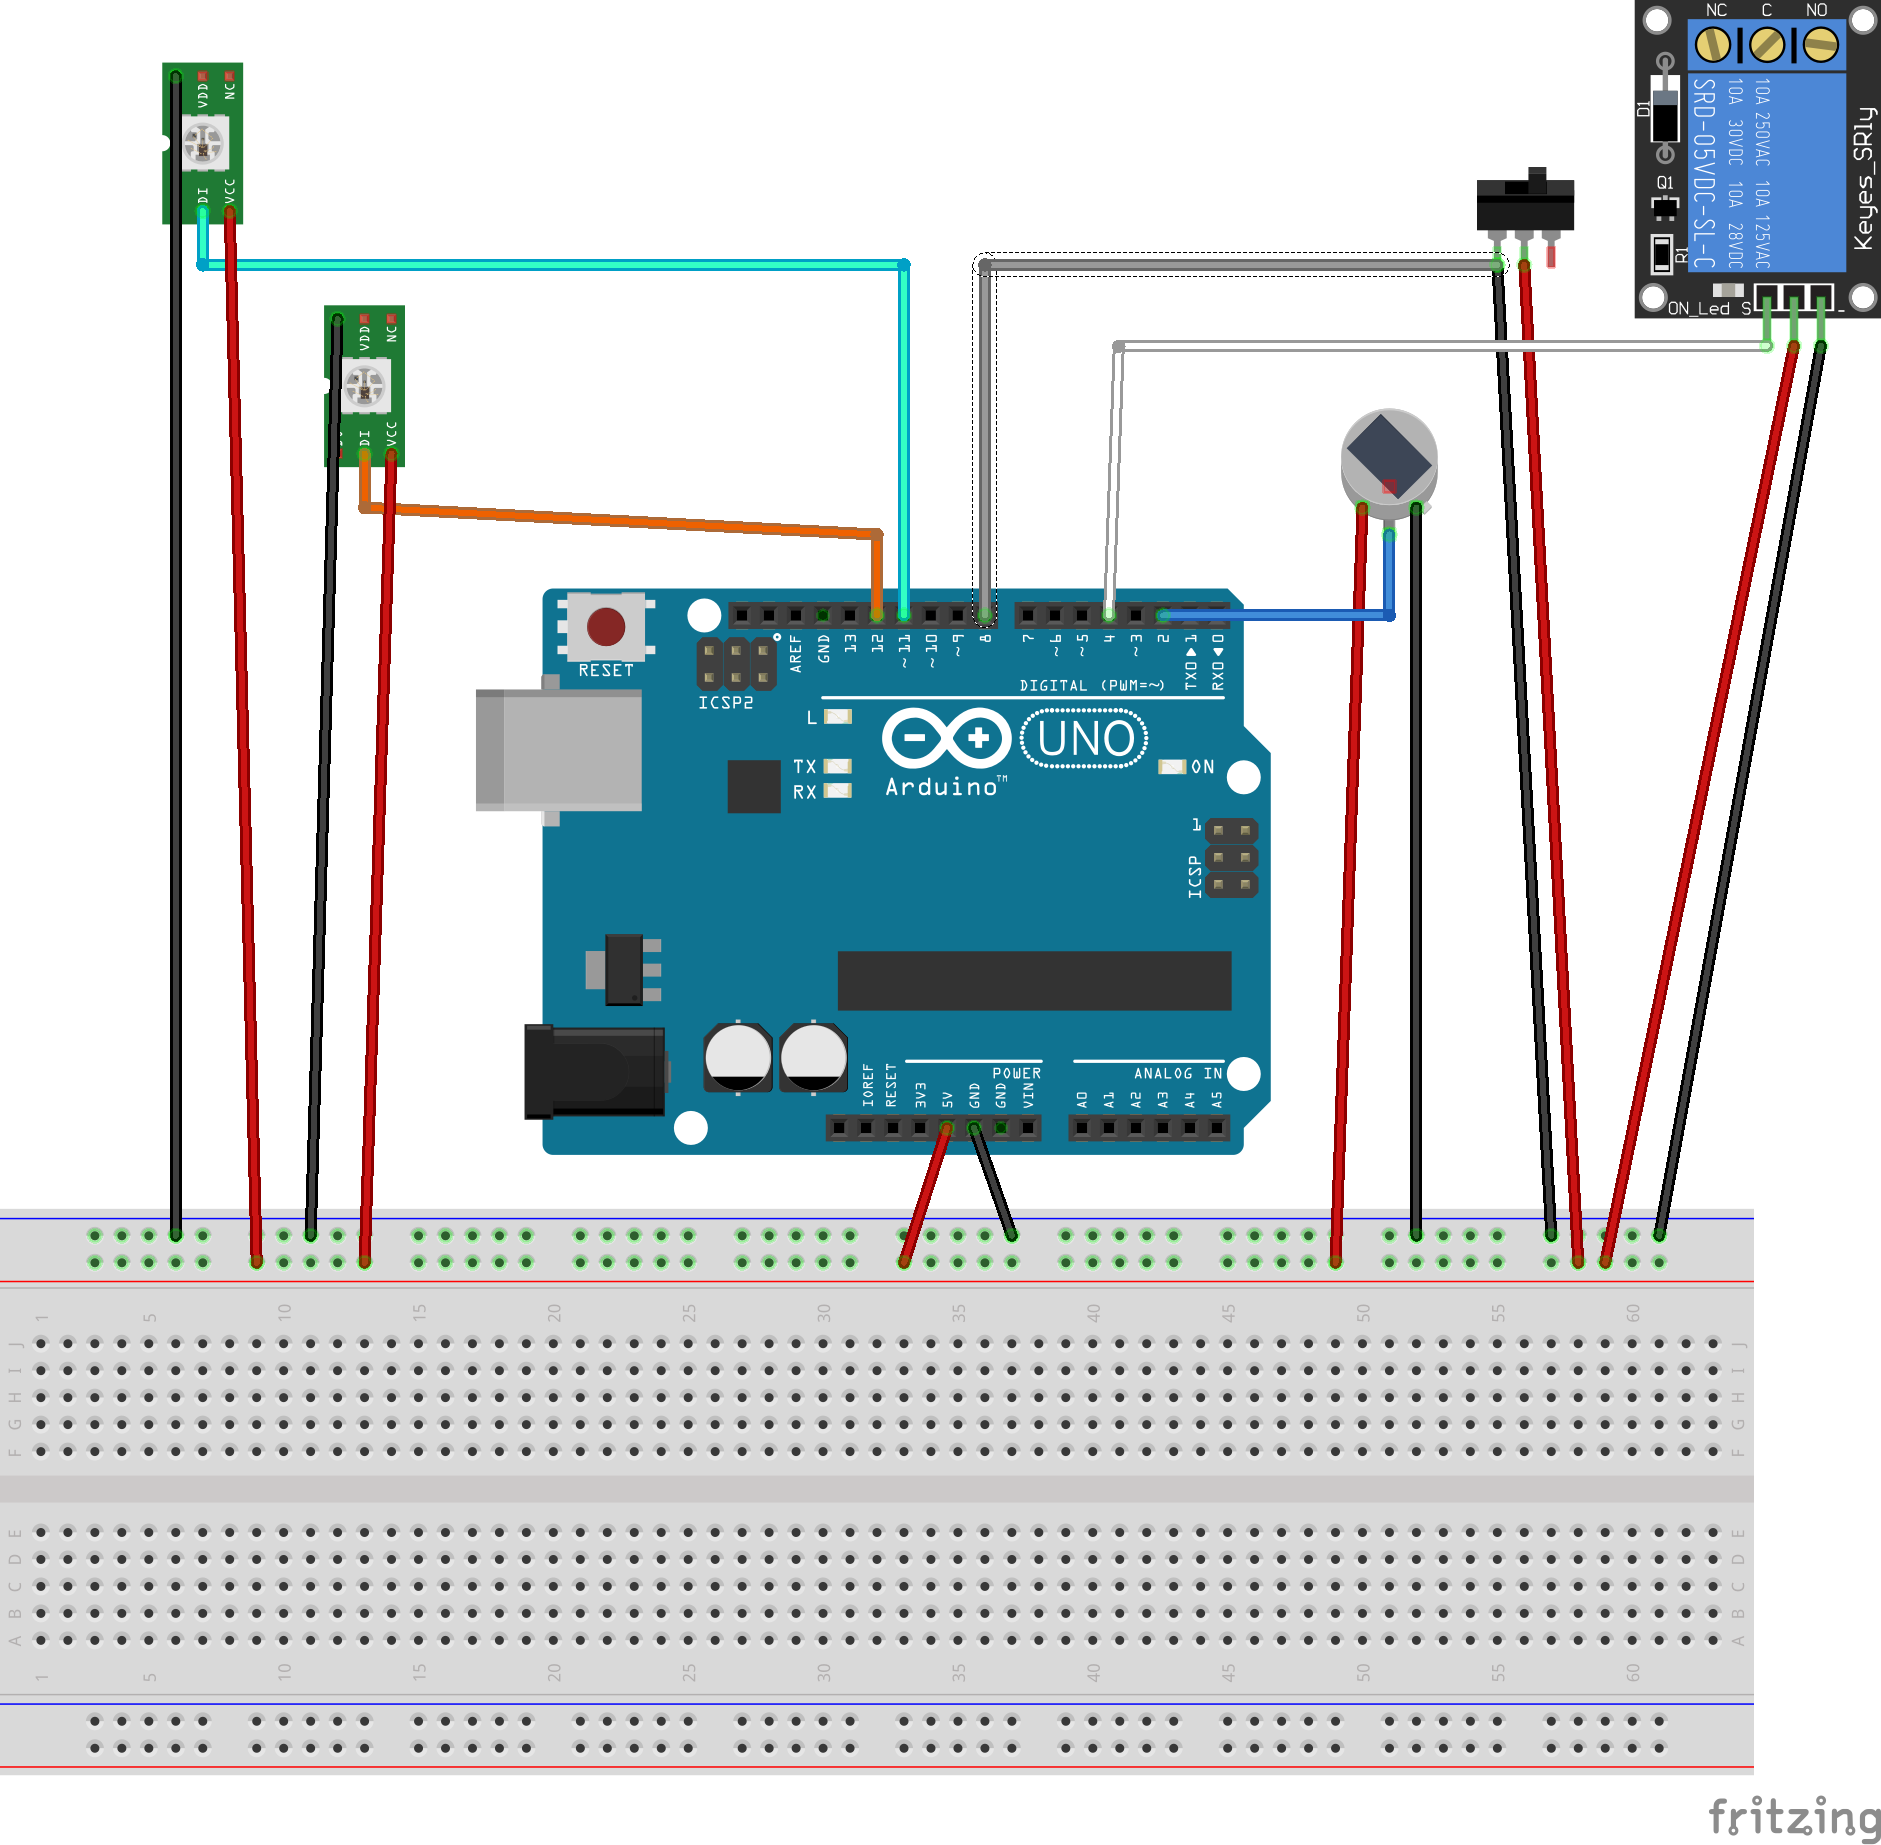 NC C NO
SRD-05VDC-SL-C
10A 30VDC 10A 28VDC
10A 250VAC 10A 125VAC
Keyes_SRly
D1
Q1
R1
ON_Led S -
VDD NC
DI VCC
VDD NC
DI VCC
RESET
ICSP2
AREF GND 13 12 ~11 ~10 ~9 8 7 ~6 ~5 4 ~3 2 TX0▶1 RX0◀0
DIGITAL (PWM=~)
L
TX
RX
UNO
Arduino™
ON
1
ICSP
POWER
ANALOG IN
IOREF RESET 3V3 5V GND GND VIN A0 A1 A2 A3 A4 A5
1 5 10 15 20 25 30 35 40 45 50 55 60
J J
I I
H H
G G
F F
E E
D D
C C
B B
A A
1 5 10 15 20 25 30 35 40 45 50 55 60
fritzing